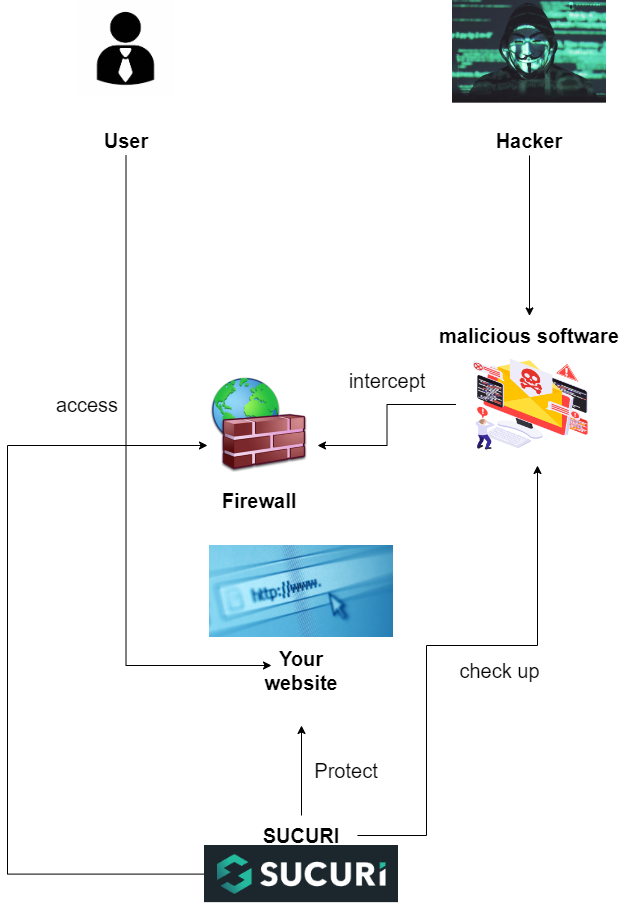 User
Hacker
malicious software
intercept
access
Firewall
http://www.
Your
website
check up
Protect
SUCURI
SUCURi